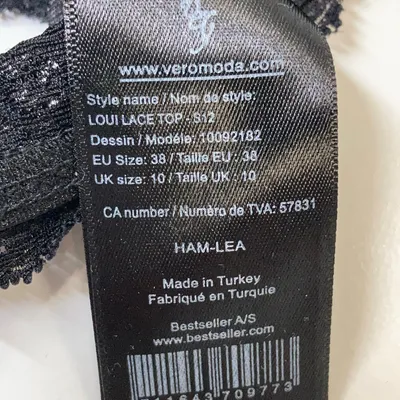 www.veromoda.com
Style name / Nom de style:
LOUI LACE TOP - S12
Dessin / Modéle: 10092182
EU Size: 38 / Taille EU : 38
UK size: 10 / Taille UK : 10
CA number / Numéro de TVA: 57831
HAM-LEA
Made in Turkey
Fabriqué en Turquie
Bestseller A/S
www.bestseller.com
709773